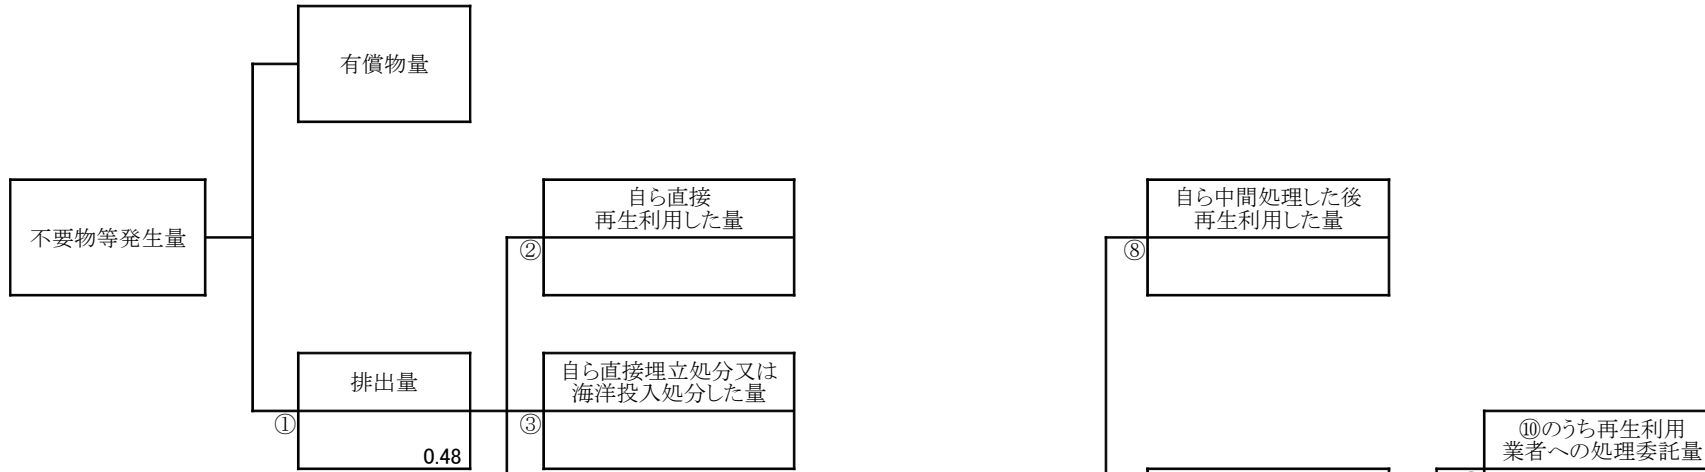 有償物量
不要物等発生量
自ら直接
再生利用した量
②
自ら中間処理した後
再生利用した量
⑧
排出量
①
0.48
自ら直接埋立処分又は
海洋投入処分した量
③
⑩のうち再生利用
業者への処理委託量